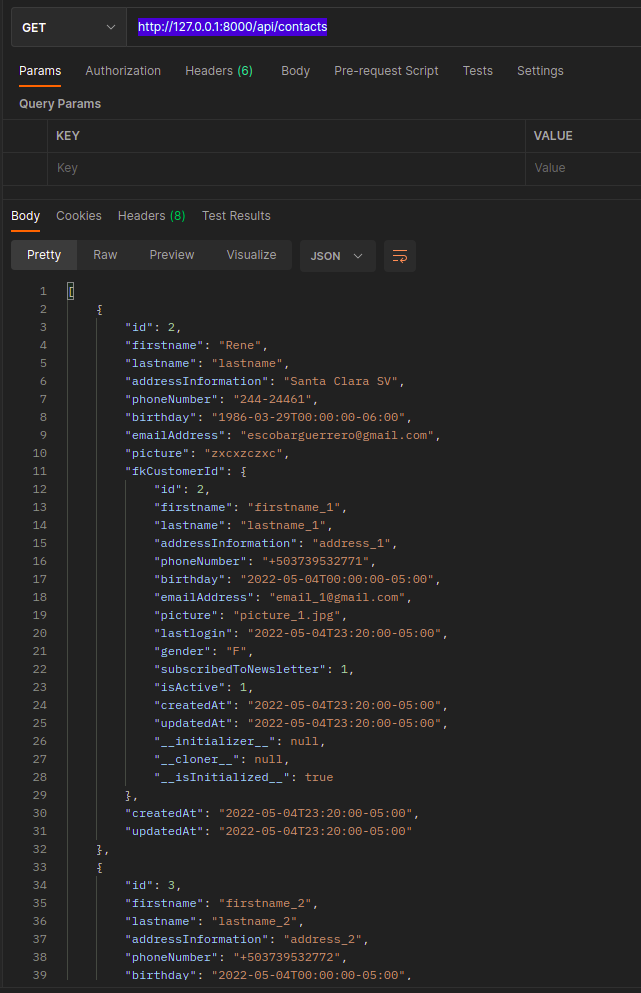 GET http://127.0.0.1:8000/api/contacts
Params Authorization Headers (6) Body Pre-request Script Tests Settings
Query Params
KEY VALUE
Key Value
Body Cookies Headers (8) Test Results
Pretty Raw Preview Visualize JSON
1 [
2 {
3 "id": 2,
4 "firstname": "Rene",
5 "lastname": "lastname",
6 "addressInformation": "Santa Clara SV",
7 "phoneNumber": "244-24461",
8 "birthday": "1986-03-29T00:00:00-06:00",
9 "emailAddress": "escobarguerrero@gmail.com",
10 "picture": "zxcxzczxc",
11 "fkCustomerId": {
12 "id": 2,
13 "firstname": "firstname_1",
14 "lastname": "lastname_1",
15 "addressInformation": "address_1",
16 "phoneNumber": "+503739532771",
17 "birthday": "2022-05-04T00:00:00-05:00",
18 "emailAddress": "email_1@gmail.com",
19 "picture": "picture_1.jpg",
20 "lastlogin": "2022-05-04T23:20:00-05:00",
21 "gender": "F",
22 "subscribedToNewsletter": 1,
23 "isActive": 1,
24 "createdAt": "2022-05-04T23:20:00-05:00",
25 "updatedAt": "2022-05-04T23:20:00-05:00",
26 "__initializer__": null,
27 "__cloner__": null,
28 "__isInitialized__": true
29 },
30 "createdAt": "2022-05-04T23:20:00-05:00",
31 "updatedAt": "2022-05-04T23:20:00-05:00"
32 },
33 {
34 "id": 3,
35 "firstname": "firstname_2",
36 "lastname": "lastname_2",
37 "addressInformation": "address_2",
38 "phoneNumber": "+503739532772",
39 "birthday": "2022-05-04T00:00:00-05:00",